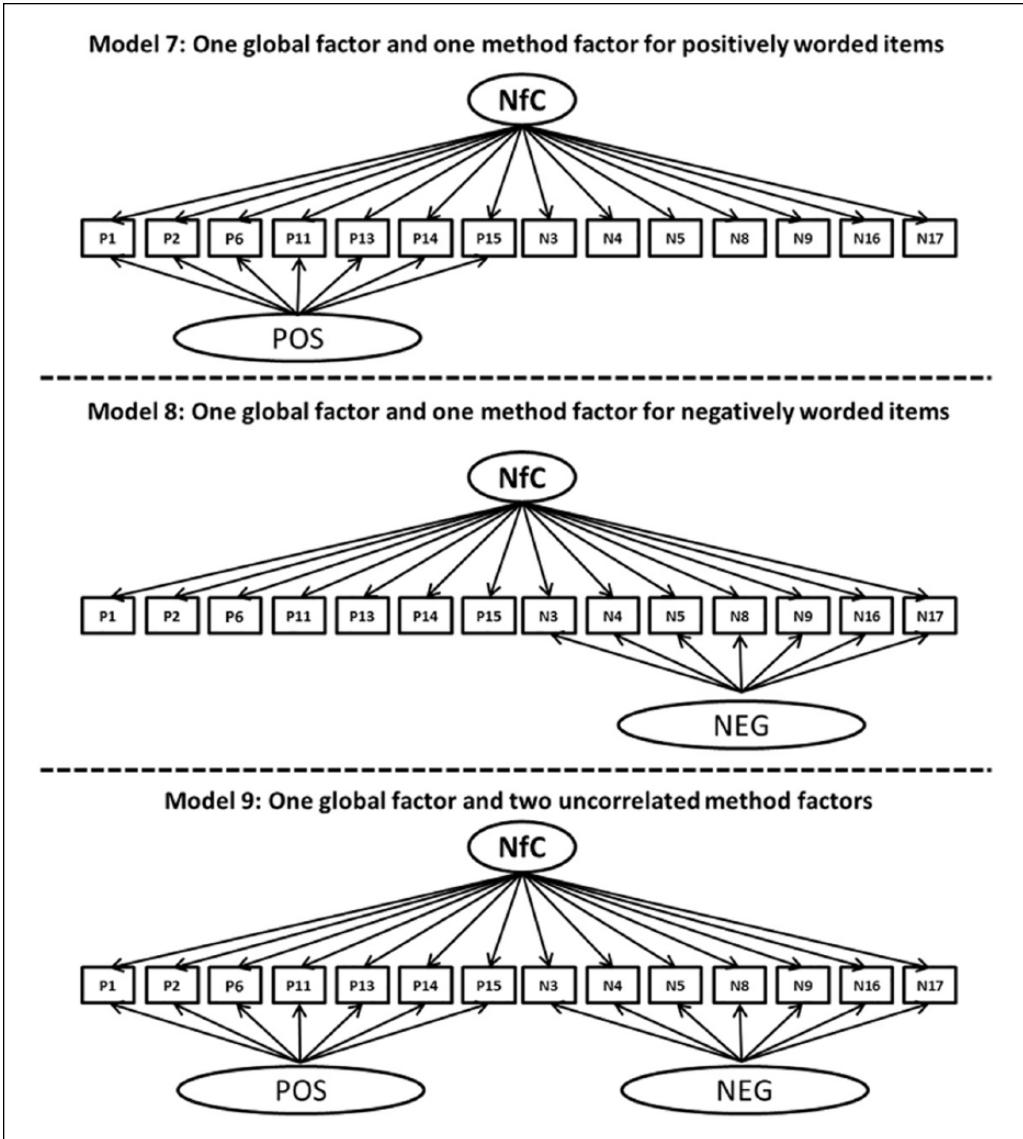 Model 7: One global factor and one method factor for positively worded items
NfC
P1 P2 P6 P11 P13 P14 P15 N3 N4 N5 N8 N9 N16 N17
POS
Model 8: One global factor and one method factor for negatively worded items
NfC
P1 P2 P6 P11 P13 P14 P15 N3 N4 N5 N8 N9 N16 N17
NEG
Model 9: One global factor and two uncorrelated method factors
NfC
P1 P2 P6 P11 P13 P14 P15 N3 N4 N5 N8 N9 N16 N17
POS NEG